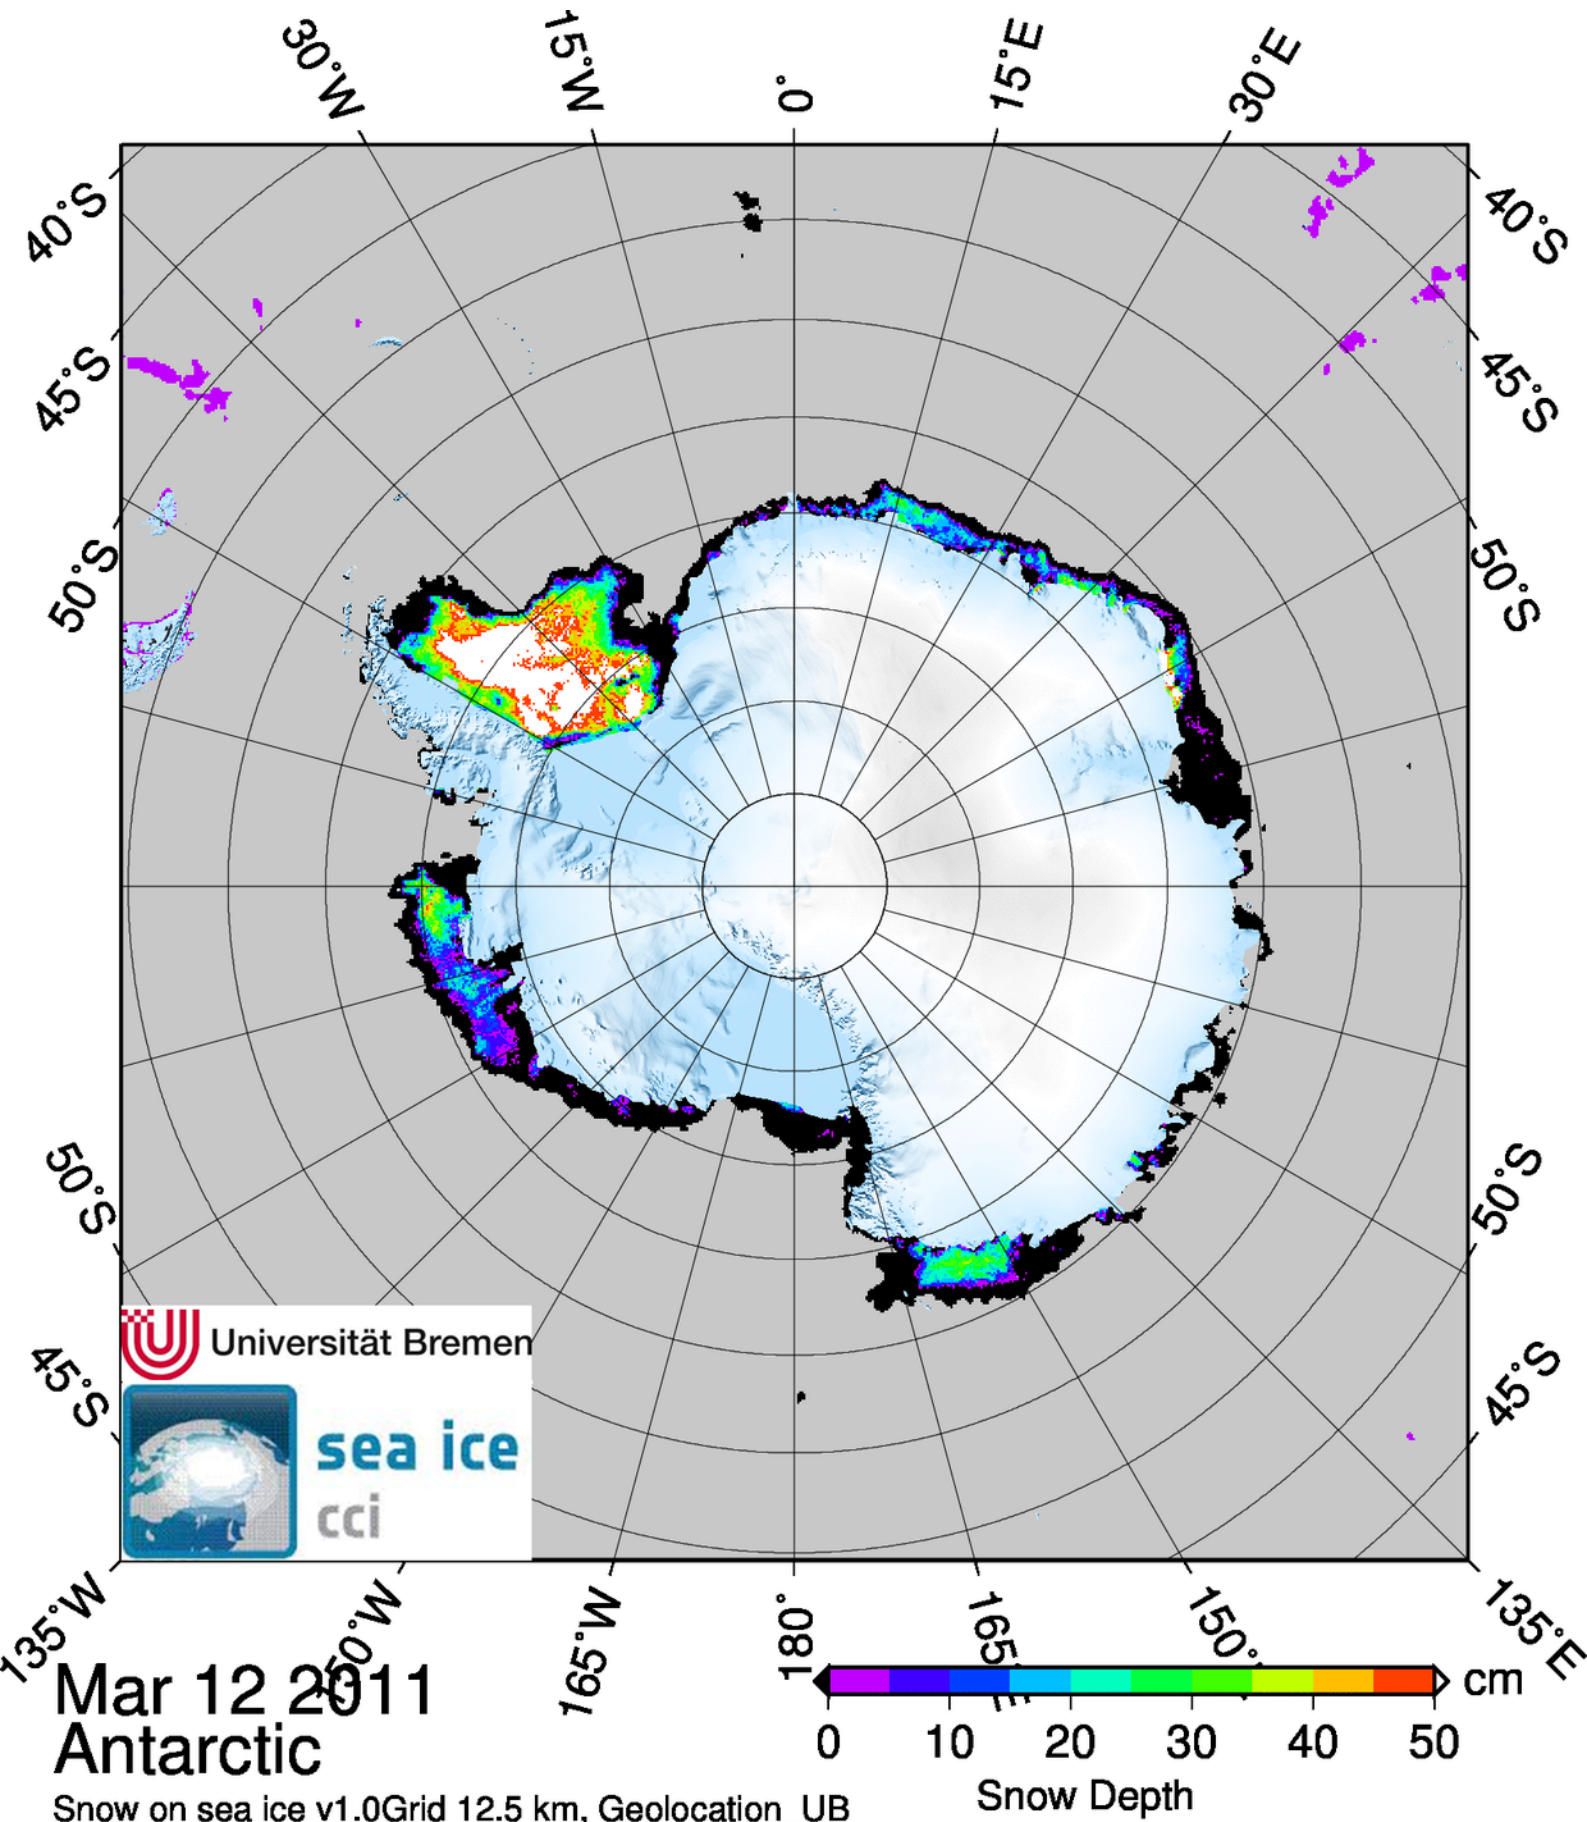 30°W 15°W 0° 15°E 30°E
40°S 40°S
45°S 45°S
50°S 50°S
50°S 50°S
45°S 45°S
Universität Bremen
sea ice
cci
135°W 150°W 165°W 180° 165°E 150° 135°E
Mar 12 2011
Antarctic
Snow on sea ice v1.0Grid 12.5 km, Geolocation UB
cm
0 10 20 30 40 50
Snow Depth